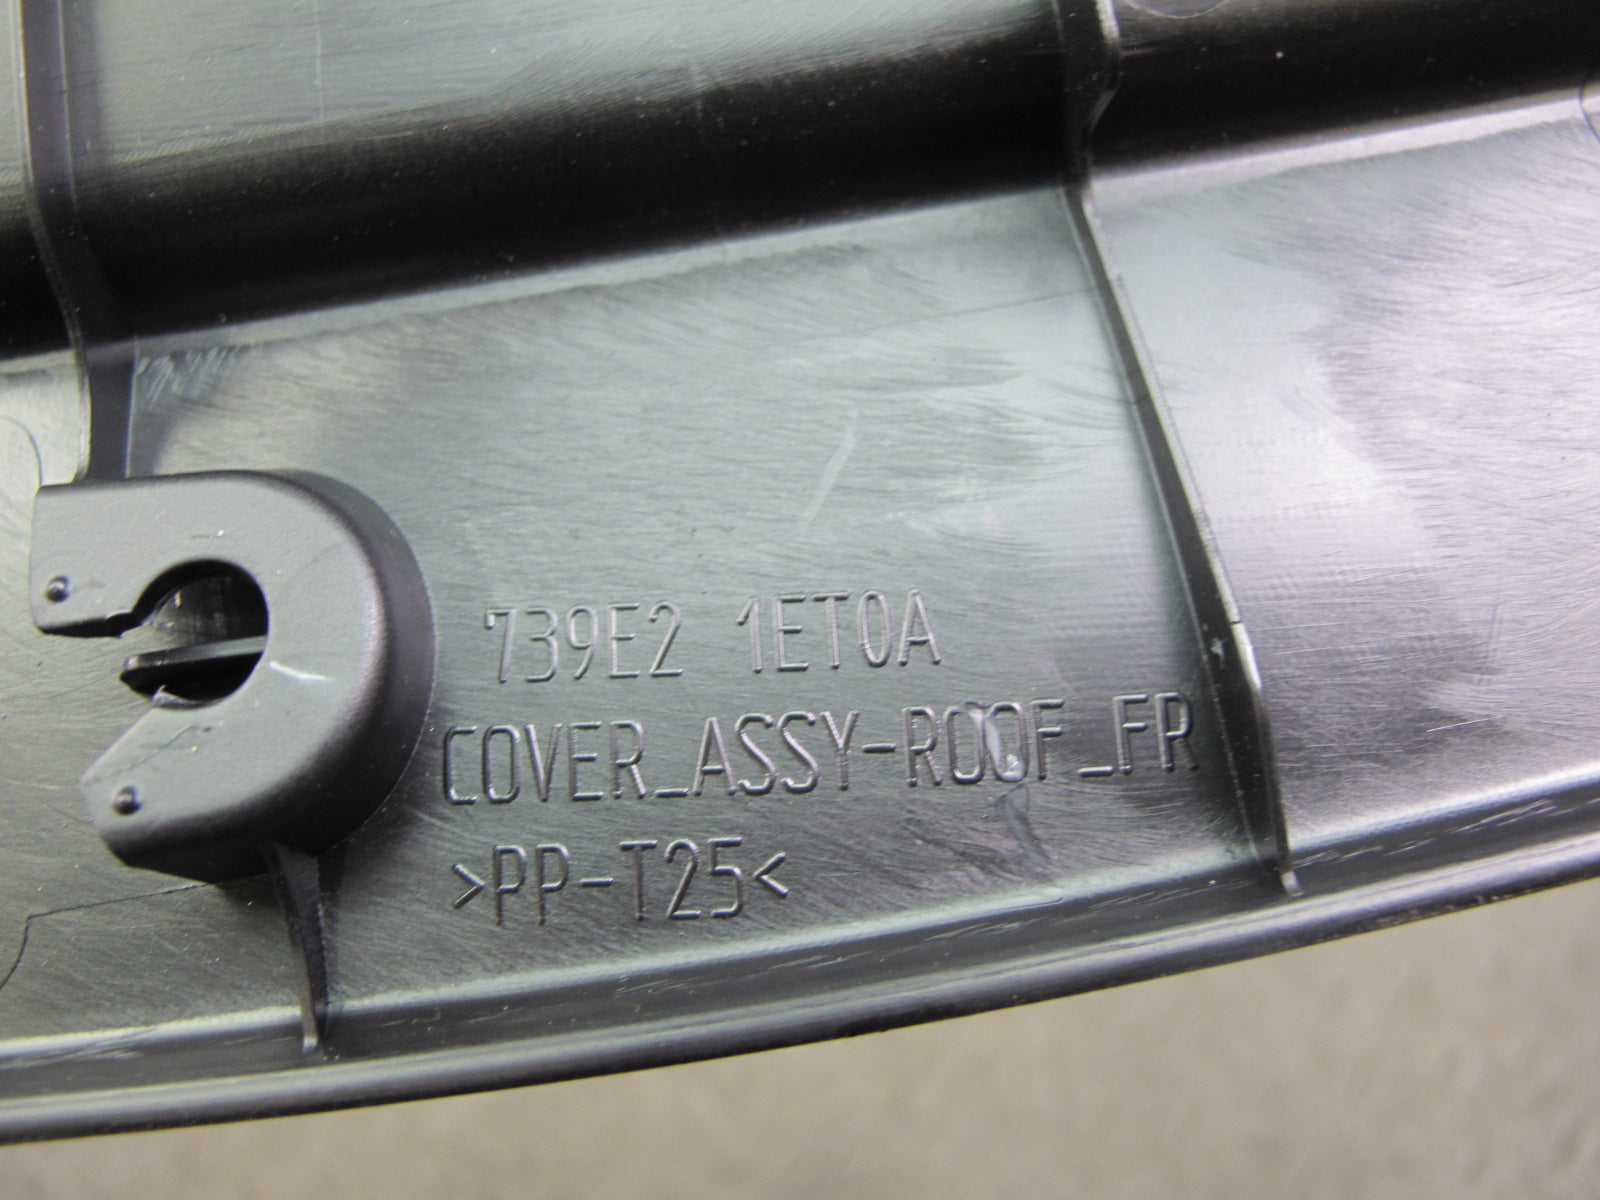 739E2 1ET0A
COVER_ASSY-ROOF_FR
>PP-T25<